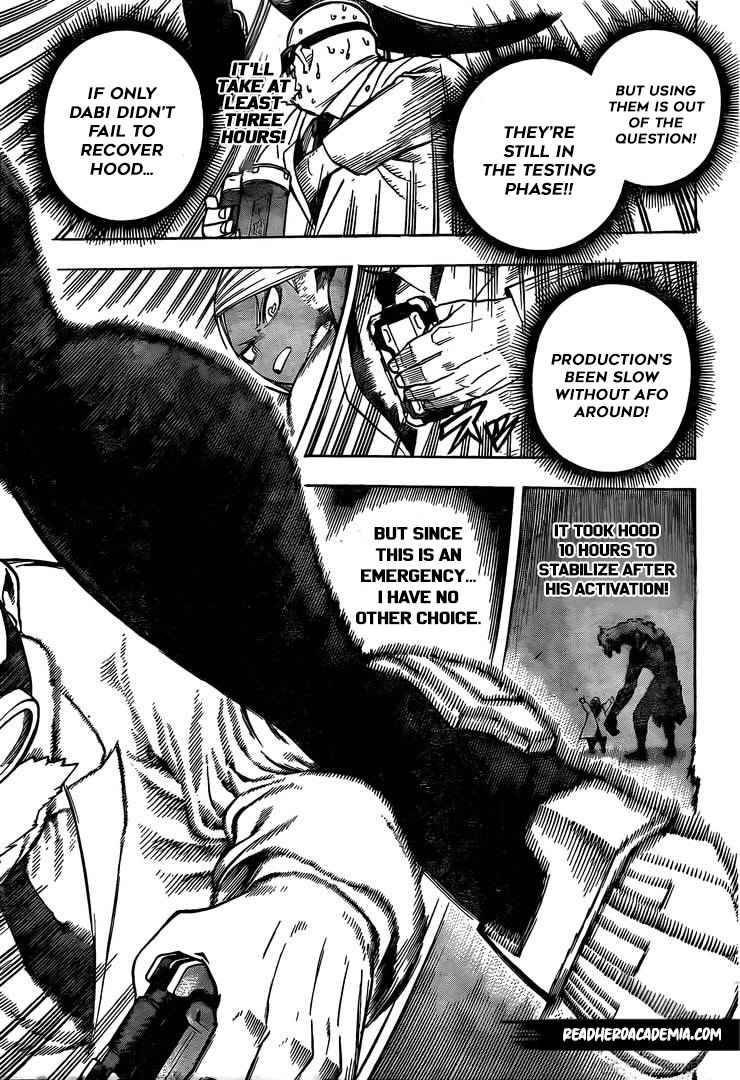 BUT USING
THEM IS OUT
OF THE
QUESTION!
THEY'RE
STILL IN
THE TESTING
PHASE!!
IT'LL
TAKE AT
LEAST
THREE
HOURS!
IF ONLY
DABI DIDN'T
FAIL TO
RECOVER
HOOD...
PRODUCTION'S
BEEN SLOW
WITHOUT AFO
AROUND!
IT TOOK HOOD
10 HOURS TO
STABILIZE AFTER
HIS ACTIVATION!
BUT SINCE
THIS IS AN
EMERGENCY...
I HAVE NO
OTHER CHOICE.
READHEROACADEMIA.COM